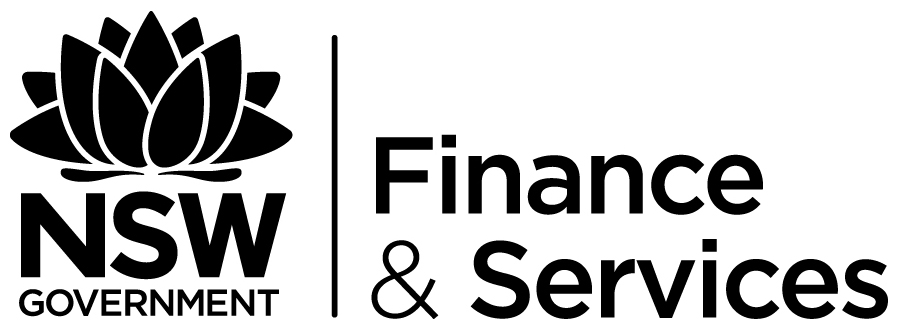 NSW
GOVERNMENT
Finance
& Services